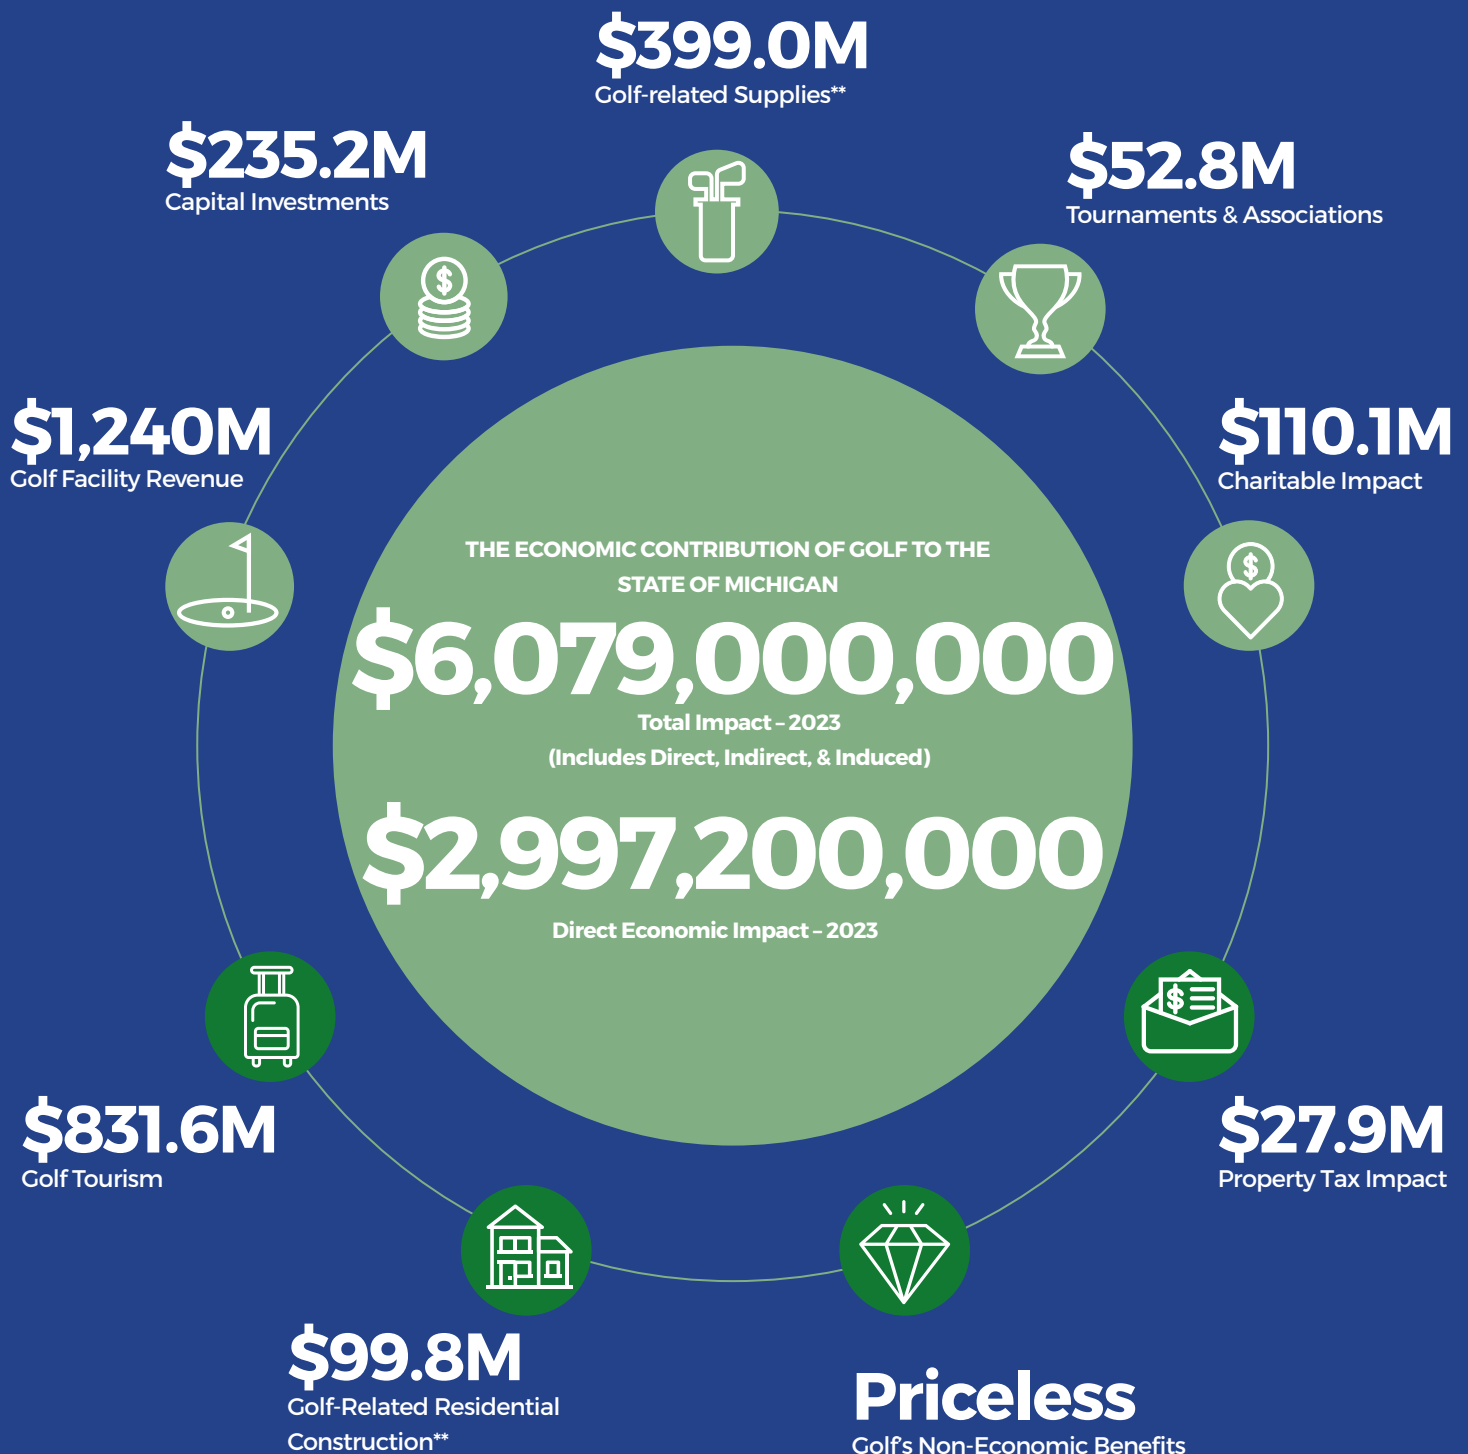 $399.0M
Golf-related Supplies**
$235.2M
Capital Investments
$52.8M
Tournaments & Associations
$1,240M
Golf Facility Revenue
$110.1M
Charitable Impact
THE ECONOMIC CONTRIBUTION OF GOLF TO THE
STATE OF MICHIGAN
$6,079,000,000
Total Impact – 2023
(Includes Direct, Indirect, & Induced)
$2,997,200,000
Direct Economic Impact – 2023
$831.6M
Golf Tourism
$27.9M
Property Tax Impact
$99.8M
Golf-Related Residential
Construction**
Priceless
Golf's Non-Economic Benefits